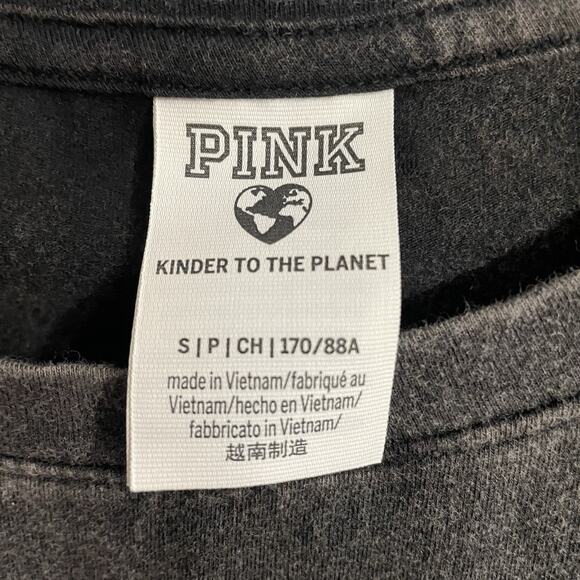 PINK
KINDER TO THE PLANET
S | P | CH | 170/88A
made in Vietnam/fabriqué au
Vietnam/hecho en Vietnam/
fabbricato in Vietnam/
越南制造